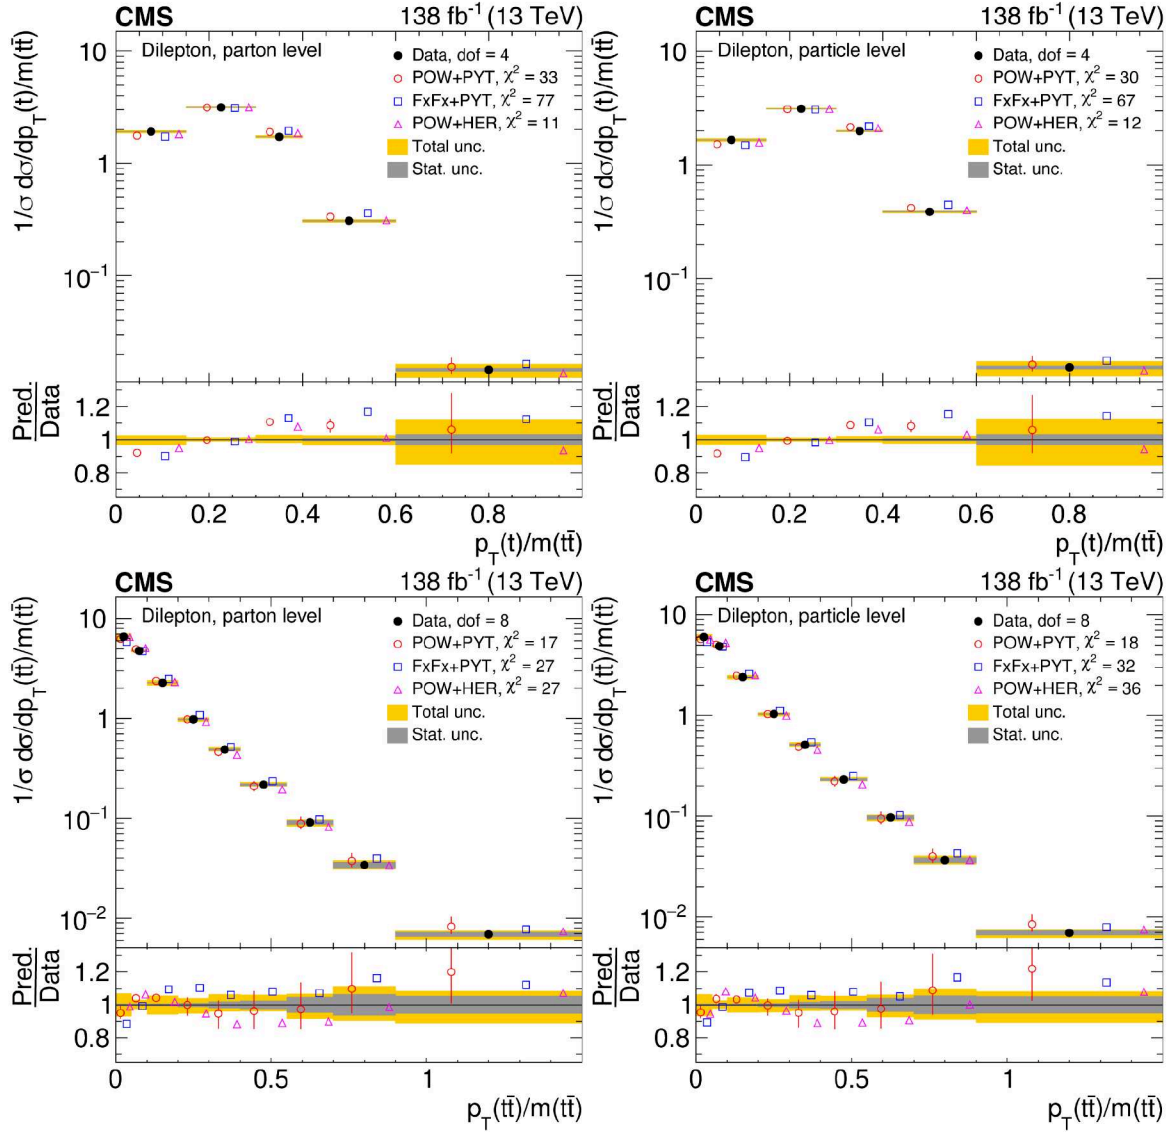 CMS 138 fb⁻¹ (13 TeV)
Dilepton, parton level
Data, dof = 4
POW+PYT, χ² = 33
FxFx+PYT, χ² = 77
POW+HER, χ² = 11
Total unc.
Stat. unc.
1/σ dσ/dp_T(t)/m(tt̄)
10
1
10⁻¹
Pred.
Data
1.2
1
0.8
0 0.2 0.4 0.6 0.8
p_T(t)/m(tt̄)
CMS 138 fb⁻¹ (13 TeV)
Dilepton, particle level
Data, dof = 4
POW+PYT, χ² = 30
FxFx+PYT, χ² = 67
POW+HER, χ² = 12
Total unc.
Stat. unc.
1/σ dσ/dp_T(t)/m(tt̄)
10
1
10⁻¹
Pred.
Data
1.2
1
0.8
0 0.2 0.4 0.6 0.8
p_T(t)/m(tt̄)
CMS 138 fb⁻¹ (13 TeV)
Dilepton, parton level
Data, dof = 8
POW+PYT, χ² = 17
FxFx+PYT, χ² = 27
POW+HER, χ² = 27
Total unc.
Stat. unc.
1/σ dσ/dp_T(tt̄)/m(tt̄)
10
1
10⁻¹
10⁻²
Pred.
Data
1.2
1
0.8
0 0.5 1
p_T(tt̄)/m(tt̄)
CMS 138 fb⁻¹ (13 TeV)
Dilepton, particle level
Data, dof = 8
POW+PYT, χ² = 18
FxFx+PYT, χ² = 32
POW+HER, χ² = 36
Total unc.
Stat. unc.
1/σ dσ/dp_T(tt̄)/m(tt̄)
10
1
10⁻¹
10⁻²
Pred.
Data
1.2
1
0.8
0 0.5 1
p_T(tt̄)/m(tt̄)